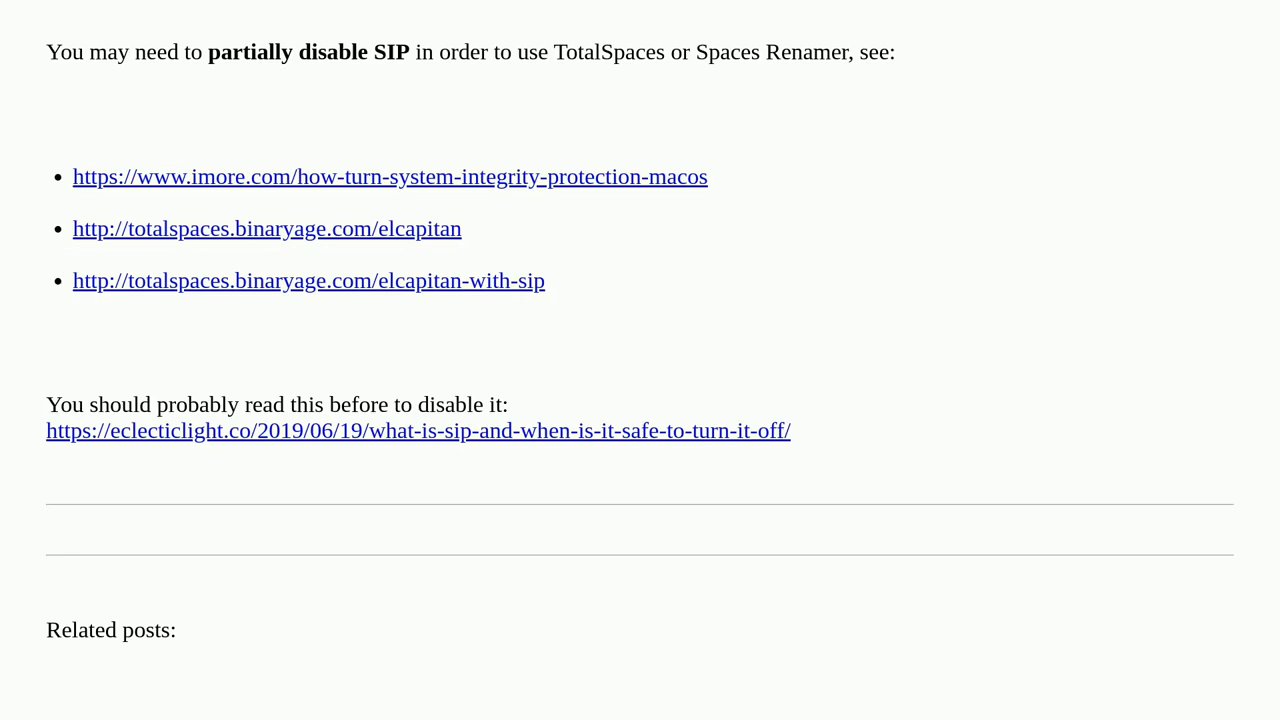 You may need to partially disable SIP in order to use TotalSpaces or Spaces Renamer, see:
https://www.imore.com/how-turn-system-integrity-protection-macos
http://totalspaces.binaryage.com/elcapitan
http://totalspaces.binaryage.com/elcapitan-with-sip
You should probably read this before to disable it:
https://eclecticlight.co/2019/06/19/what-is-sip-and-when-is-it-safe-to-turn-it-off/
Related posts: